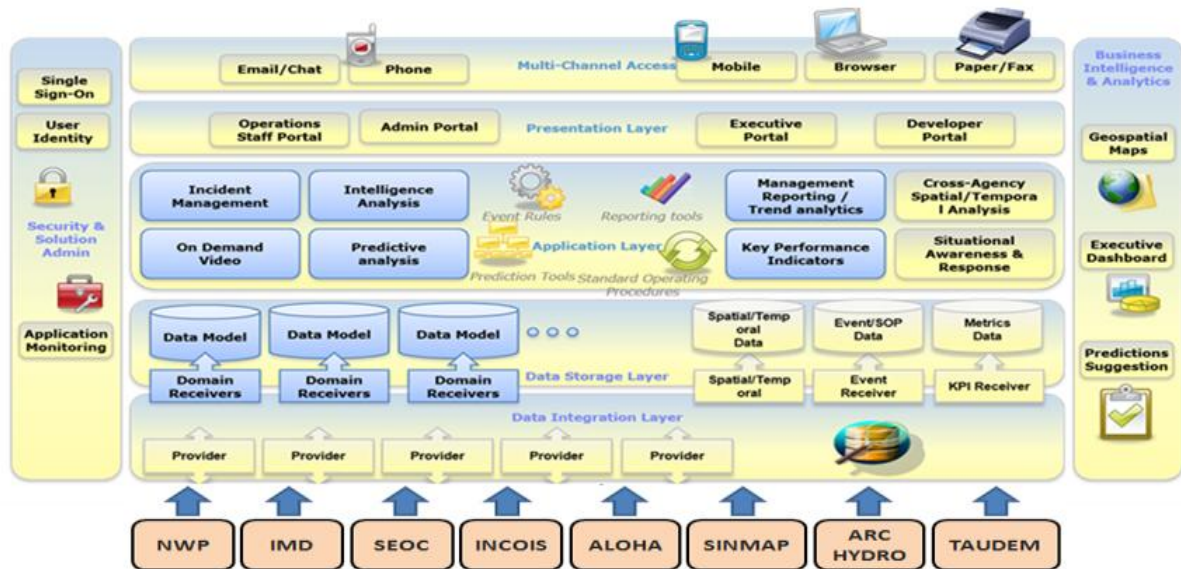 Single
Sign-On
User
Identity
Security &
Solution
Admin
Application
Monitoring
Email/Chat
Phone
Multi-Channel Access
Mobile
Browser
Paper/Fax
Operations
Staff Portal
Admin Portal
Presentation Layer
Executive
Portal
Developer
Portal
Incident
Management
Intelligence
Analysis
Event Rules
Reporting tools
Management
Reporting /
Trend analytics
Cross-Agency
Spatial/Tempora
l Analysis
On Demand
Video
Predictive
analysis
Application Layer
Prediction Tools
Standard Operating
Procedures
Key Performance
Indicators
Situational
Awareness &
Response
Data Model
Data Model
Data Model
Spatial/Temp
oral
Data
Event/SOP
Data
Metrics
Data
Domain
Receivers
Domain
Receivers
Domain
Receivers
Data Storage Layer
Spatial/Temp
oral
Event
Receiver
KPI Receiver
Data Integration Layer
Provider
Provider
Provider
Provider
Provider
NWP
IMD
SEOC
INCOIS
ALOHA
SINMAP
ARC
HYDRO
TAUDEM
Business
Intelligence
& Analytics
Geospatial
Maps
Executive
Dashboard
Predictions
Suggestion